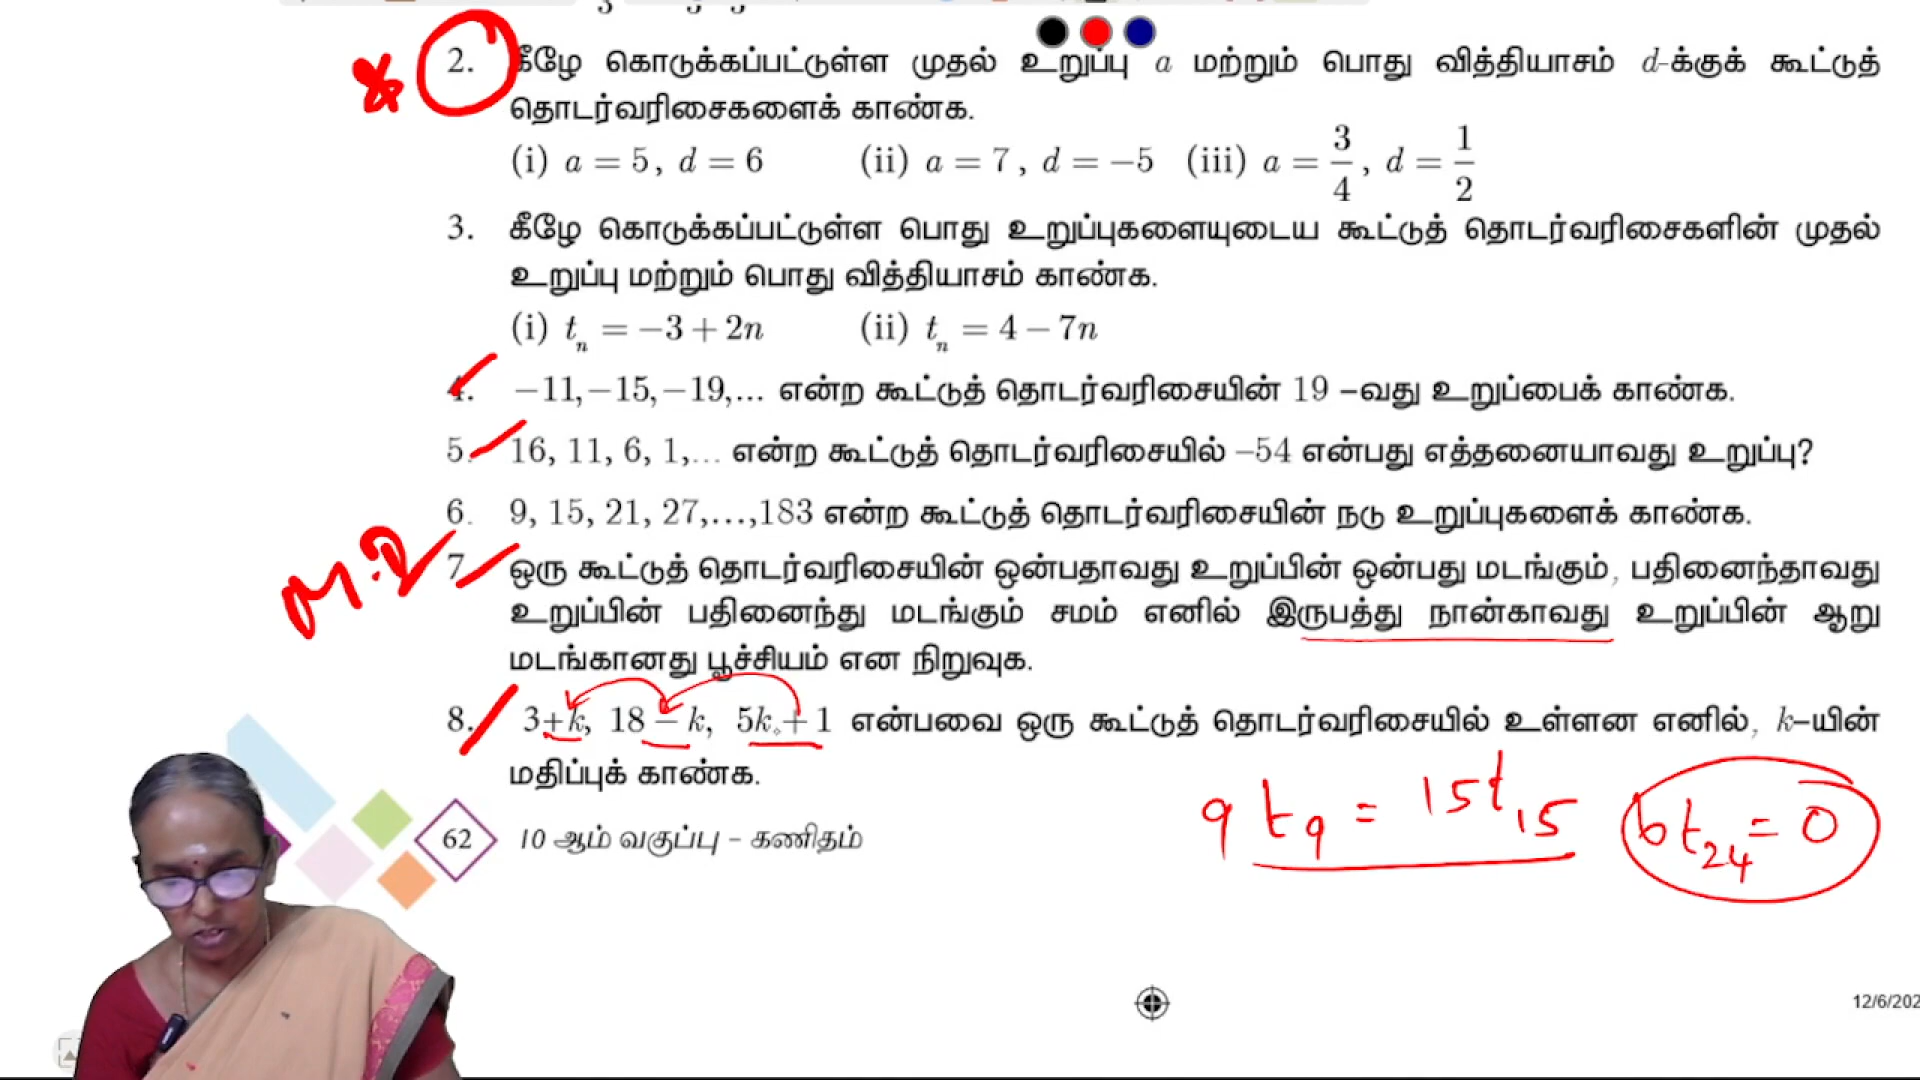 2. கீழே கொடுக்கப்பட்டுள்ள முதல் உறுப்பு a மற்றும் பொது வித்தியாசம் d-க்குக் கூட்டுத்
தொடர்வரிசைகளைக் காண்க.
(i) a = 5, d = 6 (ii) a = 7, d = −5 (iii) a = 3/4, d = 1/2
3. கீழே கொடுக்கப்பட்டுள்ள பொது உறுப்புகளையுடைய கூட்டுத் தொடர்வரிசைகளின் முதல்
உறுப்பு மற்றும் பொது வித்தியாசம் காண்க.
(i) tₙ = −3 + 2n (ii) tₙ = 4 − 7n
4. −11, −15, −19,... என்ற கூட்டுத் தொடர்வரிசையின் 19 –வது உறுப்பைக் காண்க.
5. 16, 11, 6, 1,... என்ற கூட்டுத் தொடர்வரிசையில் –54 என்பது எத்தனையாவது உறுப்பு?
6. 9, 15, 21, 27,…,183 என்ற கூட்டுத் தொடர்வரிசையின் நடு உறுப்புகளைக் காண்க.
7. ஒரு கூட்டுத் தொடர்வரிசையின் ஒன்பதாவது உறுப்பின் ஒன்பது மடங்கும், பதினைந்தாவது
உறுப்பின் பதினைந்து மடங்கும் சமம் எனில் இருபத்து நான்காவது உறுப்பின் ஆறு
மடங்கானது பூச்சியம் என நிறுவுக.
8. 3 + k, 18 − k, 5k + 1 என்பவை ஒரு கூட்டுத் தொடர்வரிசையில் உள்ளன எனில், k–யின்
மதிப்புக் காண்க.
9 t₉ = 15 t₁₅ 6t₂₄ = 0
62 10 ஆம் வகுப்பு – கணிதம்